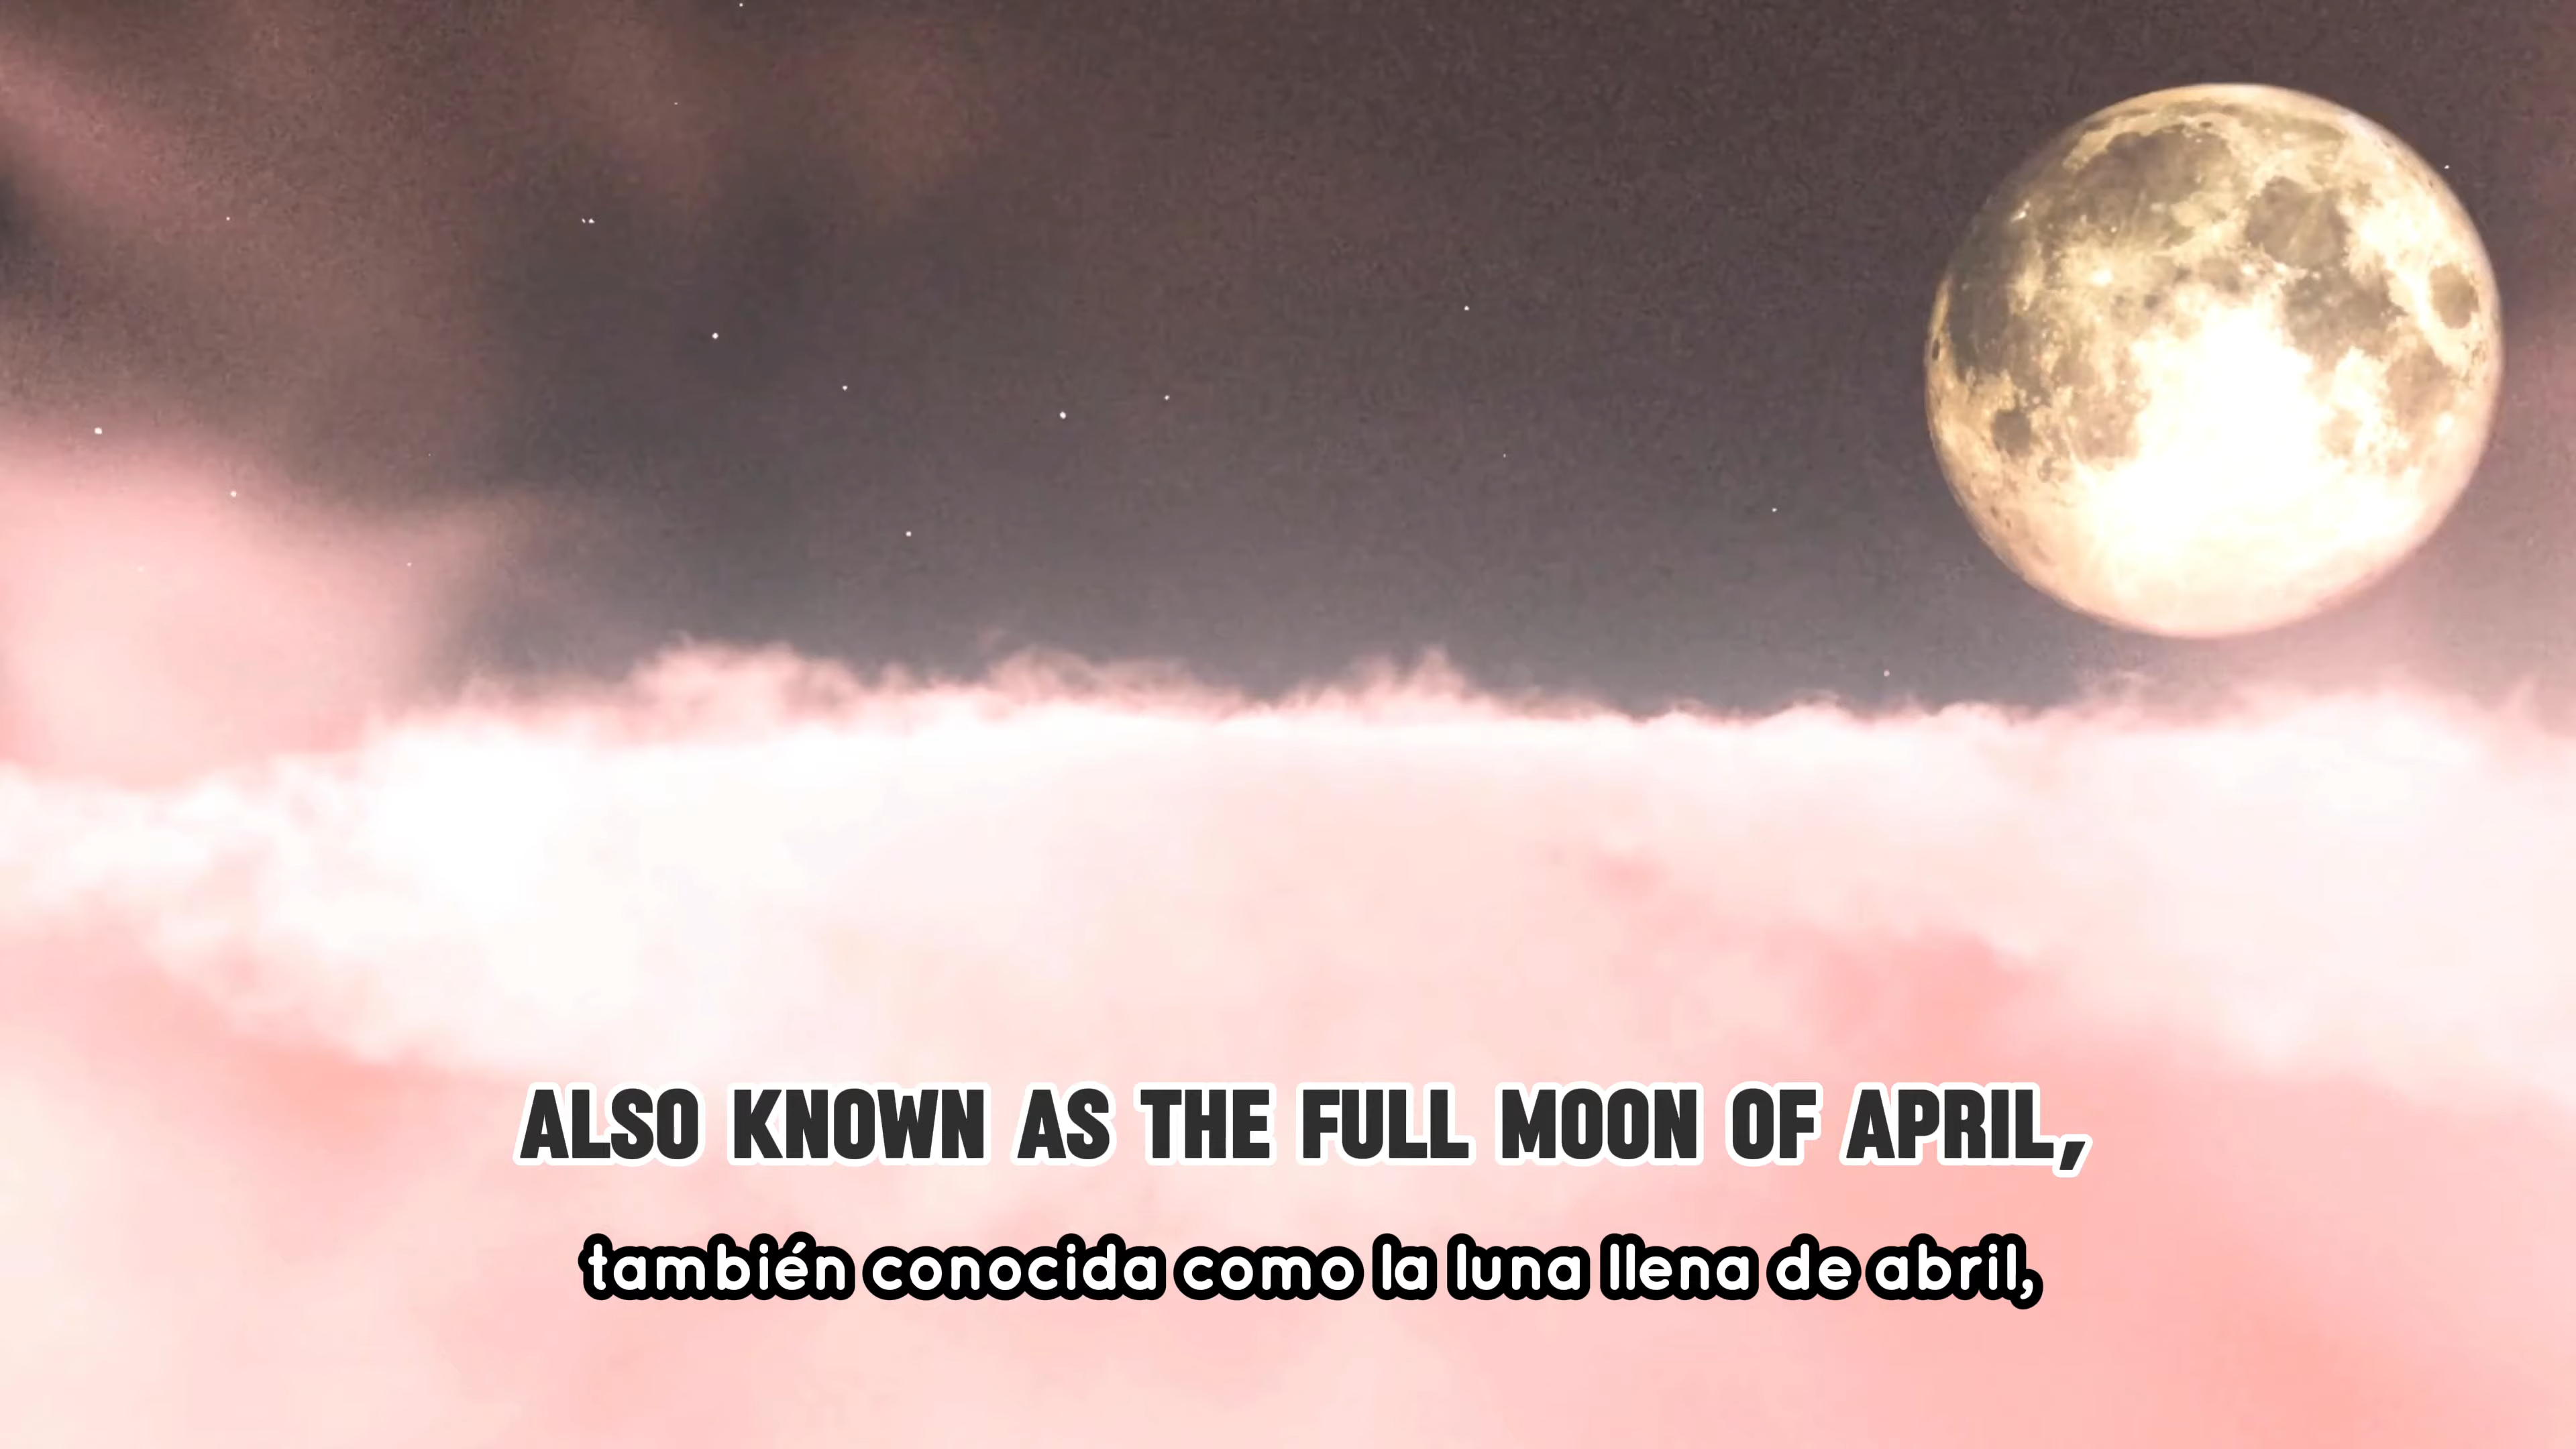 ALSO KNOWN AS THE FULL MOON OF APRIL,
también conocida como la luna llena de abril,